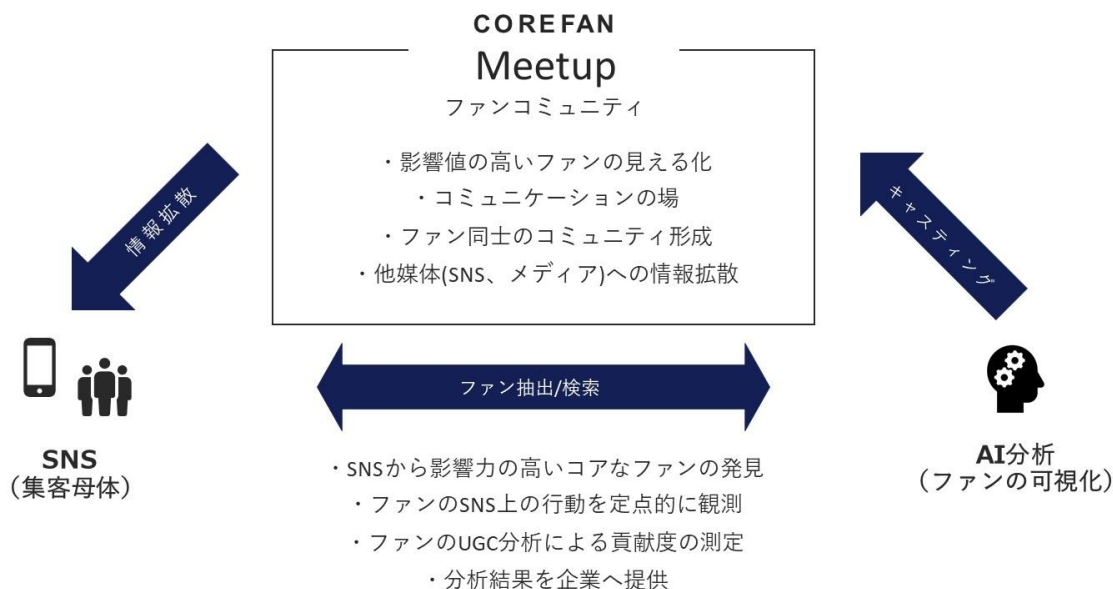 COREFAN
Meetup
ファンコミュニティ
・影響値の高いファンの見える化
・コミュニケーションの場
・ファン同士のコミュニティ形成
・他媒体(SNS、メディア)への情報拡散
情報拡散
キャスティング
ファン抽出/検索
SNS
（集客母体）
AI分析
（ファンの可視化）
・SNSから影響力の高いコアなファンの発見
・ファンのSNS上の行動を定点的に観測
・ファンのUGC分析による貢献度の測定
・分析結果を企業へ提供